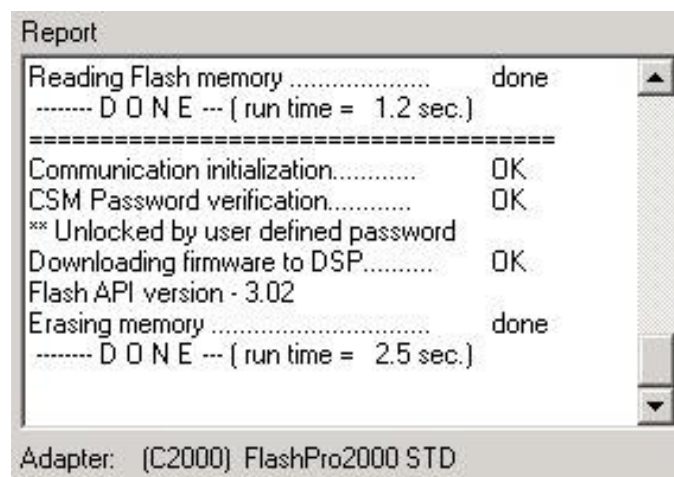 Report
Reading Flash memory .................... done
-------- D O N E --- ( run time =   1.2 sec.)
=====================================
Communication initialization............ OK
CSM Password verification............ OK
** Unlocked by user defined password
Downloading firmware to DSP.......... OK
Flash API version - 3.02
Erasing memory ............................... done
-------- D O N E --- ( run time =   2.5 sec.)
Adapter: (C2000) FlashPro2000 STD